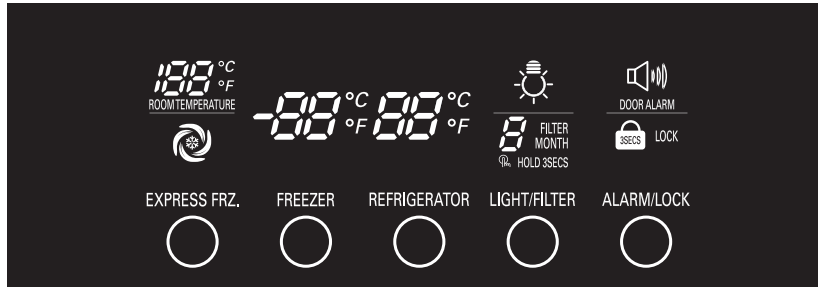 188 °C
°F
ROOM TEMPERATURE
-88 °C
°F
88 °C
°F
8 FILTER
MONTH
HOLD 3SECS
DOOR ALARM
3SECS LOCK
EXPRESS FRZ.
FREEZER
REFRIGERATOR
LIGHT/FILTER
ALARM/LOCK